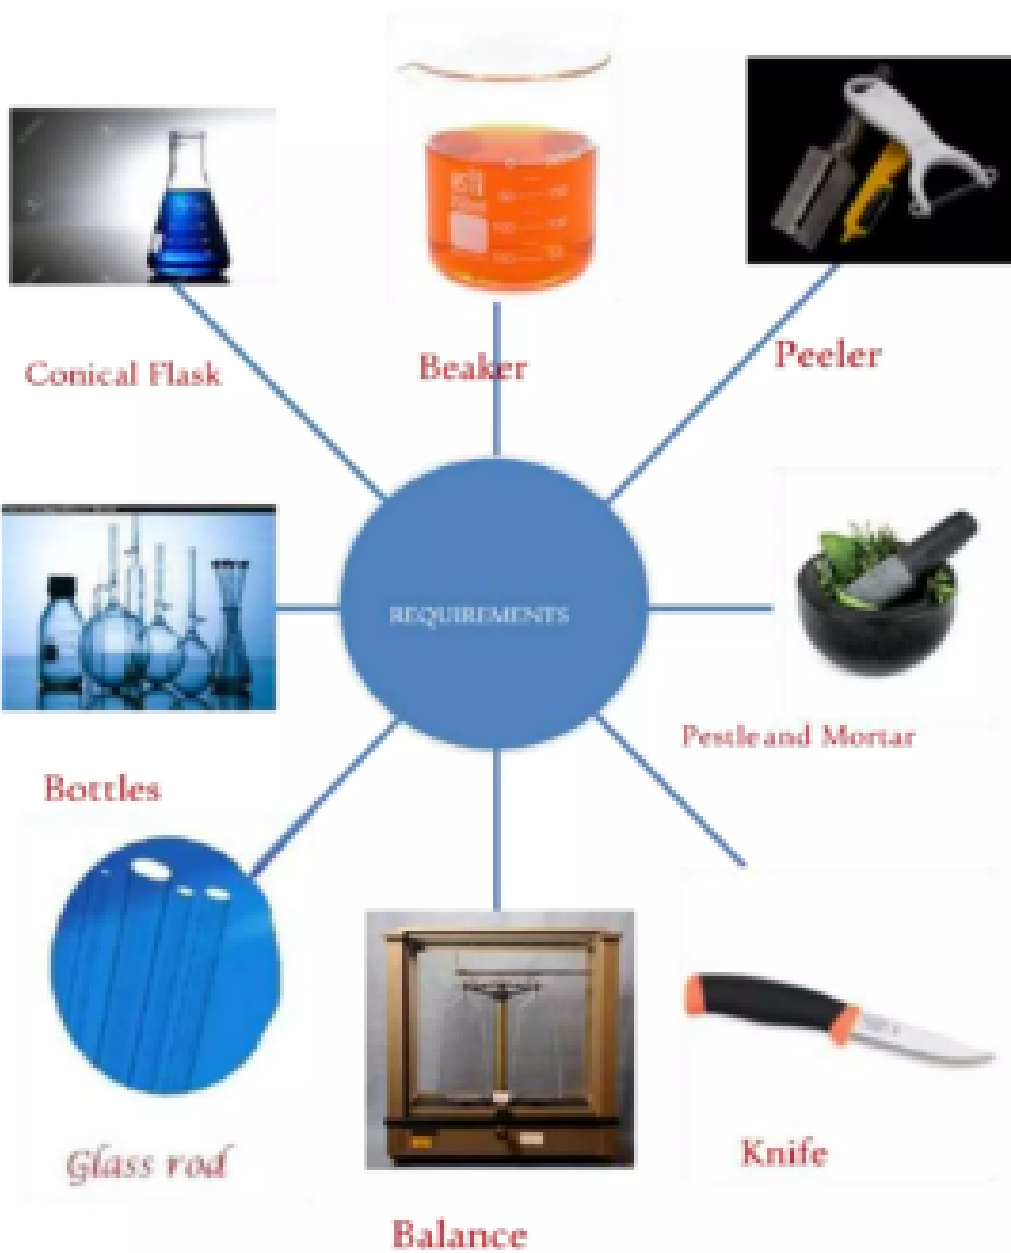 Beaker
Peeler
Conical Flask
REQUIREMENTS
Pestle and Mortar
Bottles
Glass rod
Knife
Balance